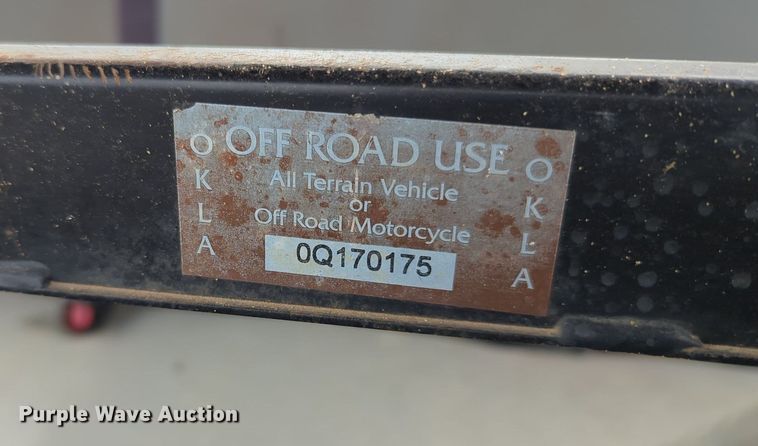 OFF ROAD USE
All Terrain Vehicle
or
Off Road Motorcycle
0Q170175
O
K
L
A
O
K
L
A
Purple Wave Auction